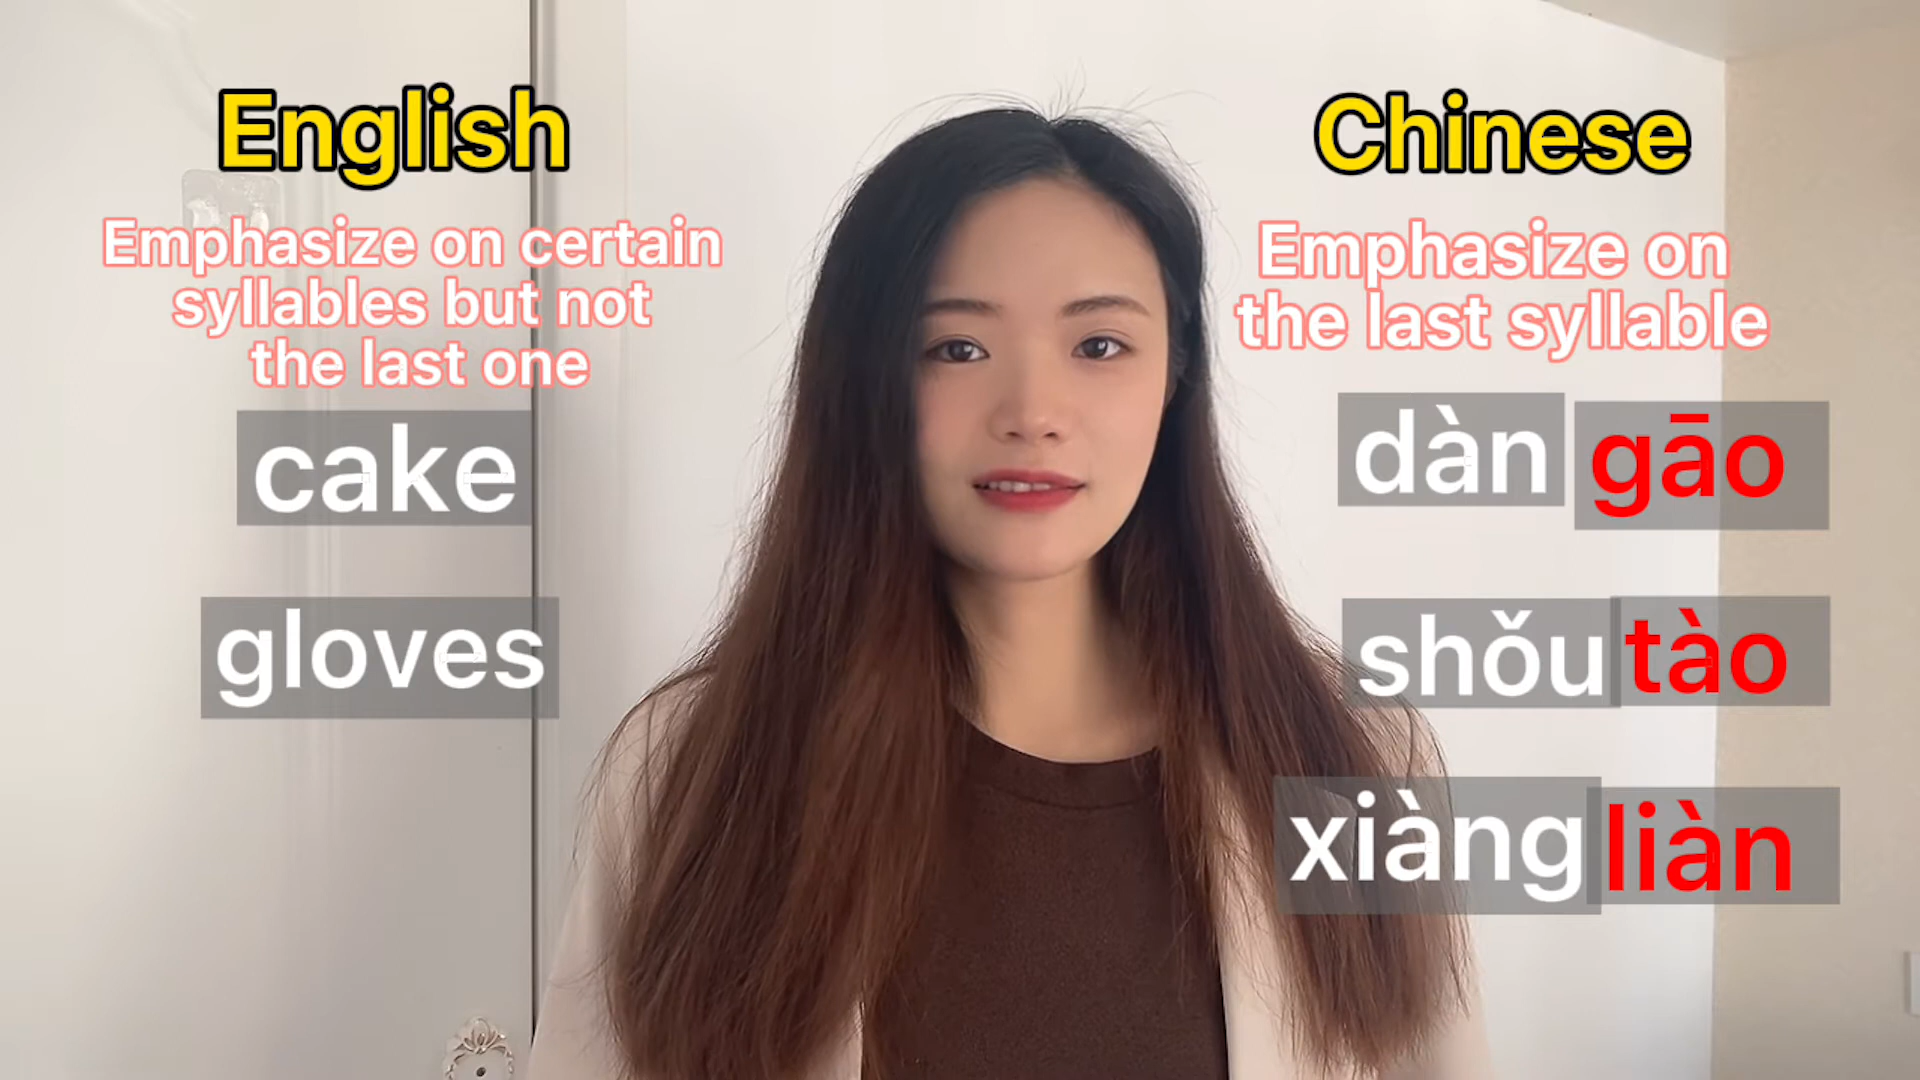 English
Emphasize on certain
syllables but not
the last one
cake
gloves
Chinese
Emphasize on
the last syllable
dàn gāo
shǒu tào
xiàng liàn